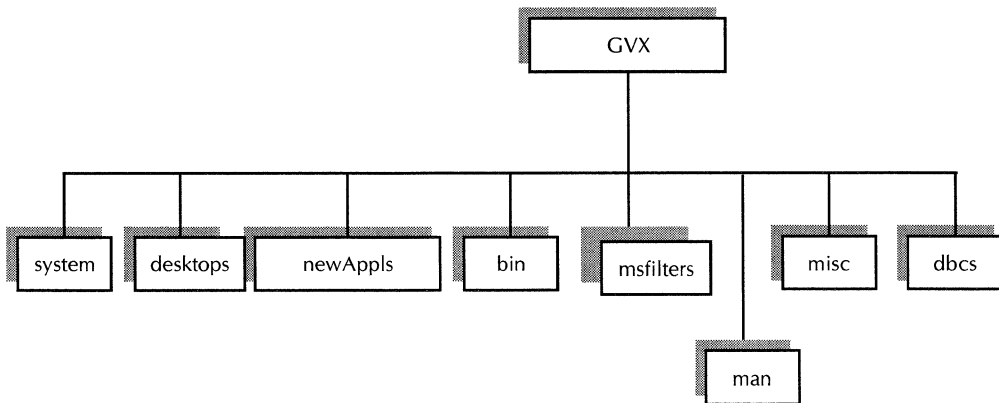 GVX
system
desktops
newAppls
bin
msfilters
misc
dbcs
man